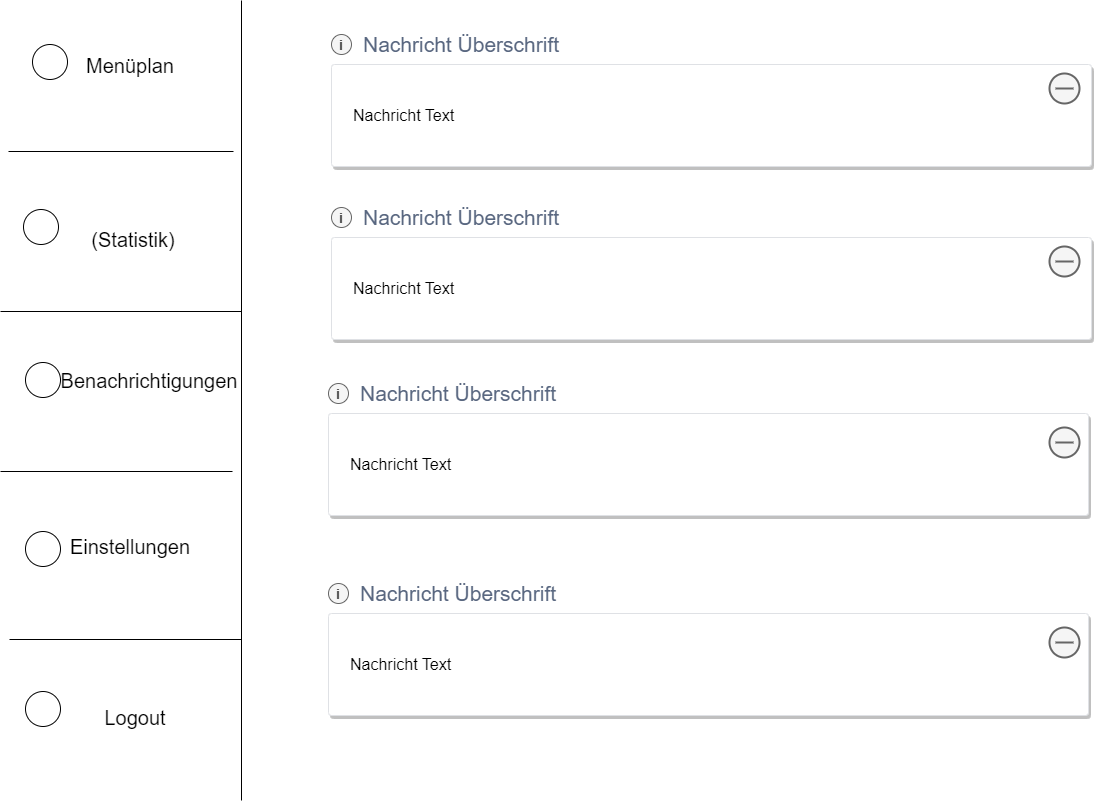 Menüplan
(Statistik)
Benachrichtigungen
Einstellungen
Logout
i Nachricht Überschrift
Nachricht Text
i Nachricht Überschrift
Nachricht Text
i Nachricht Überschrift
Nachricht Text
i Nachricht Überschrift
Nachricht Text